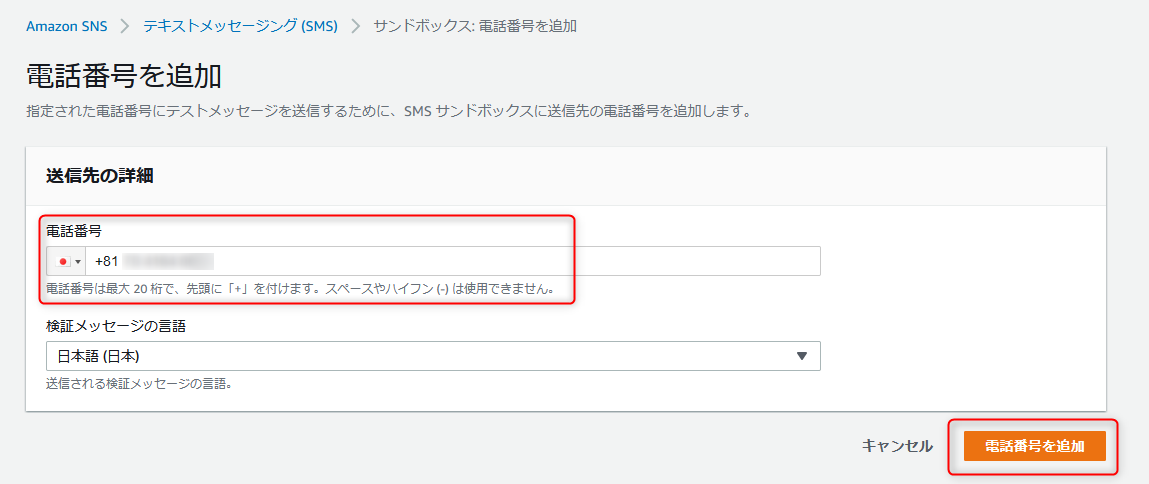 Amazon SNS > テキストメッセージング (SMS) > サンドボックス: 電話番号を追加
電話番号を追加
指定された電話番号にテストメッセージを送信するために、SMS サンドボックスに送信先の電話番号を追加します。
送信先の詳細
電話番号
+81
電話番号は最大 20 桁で、先頭に「+」を付けます。スペースやハイフン (-) は使用できません。
検証メッセージの言語
日本語 (日本)
送信される検証メッセージの言語。
キャンセル 電話番号を追加